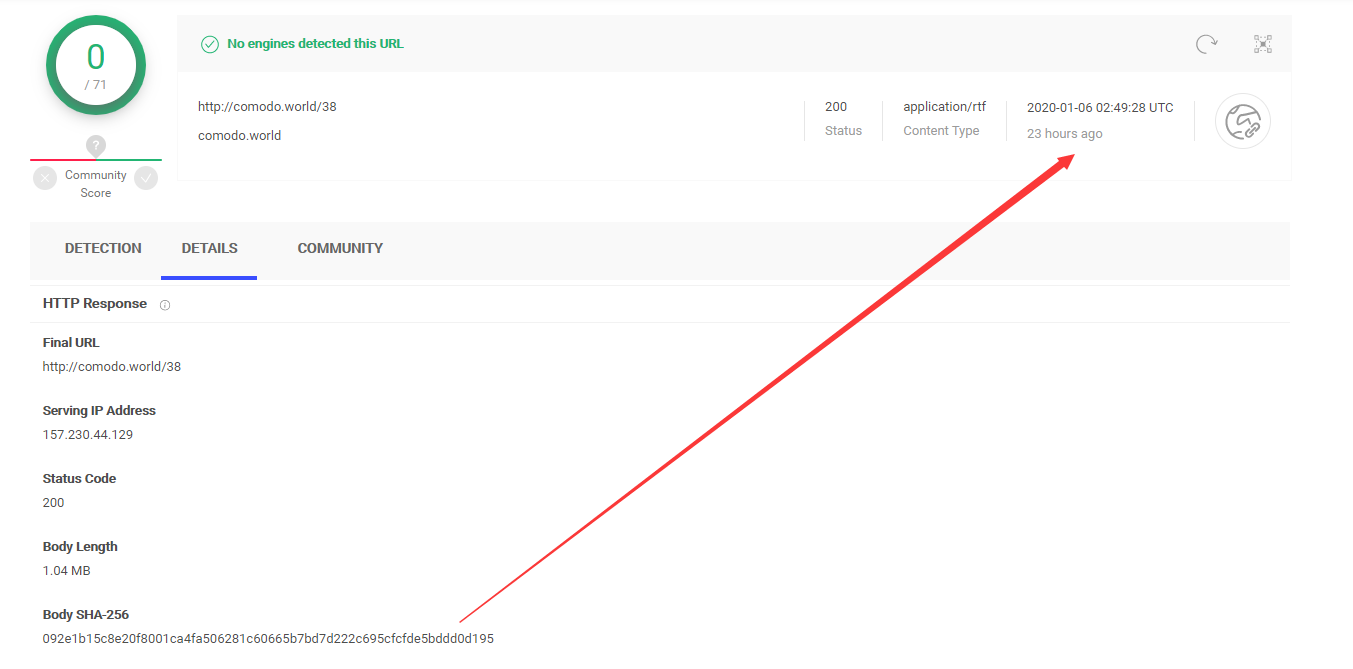 0
/ 71
?
Community
Score
No engines detected this URL
http://comodo.world/38
comodo.world
200
Status
application/rtf
Content Type
2020-01-06 02:49:28 UTC
23 hours ago
DETECTION DETAILS COMMUNITY
HTTP Response
Final URL
http://comodo.world/38
Serving IP Address
157.230.44.129
Status Code
200
Body Length
1.04 MB
Body SHA-256
092e1b15c8e20f8001ca4fa506281c60665b7bd7d222c695cfcfde5bddd0d195